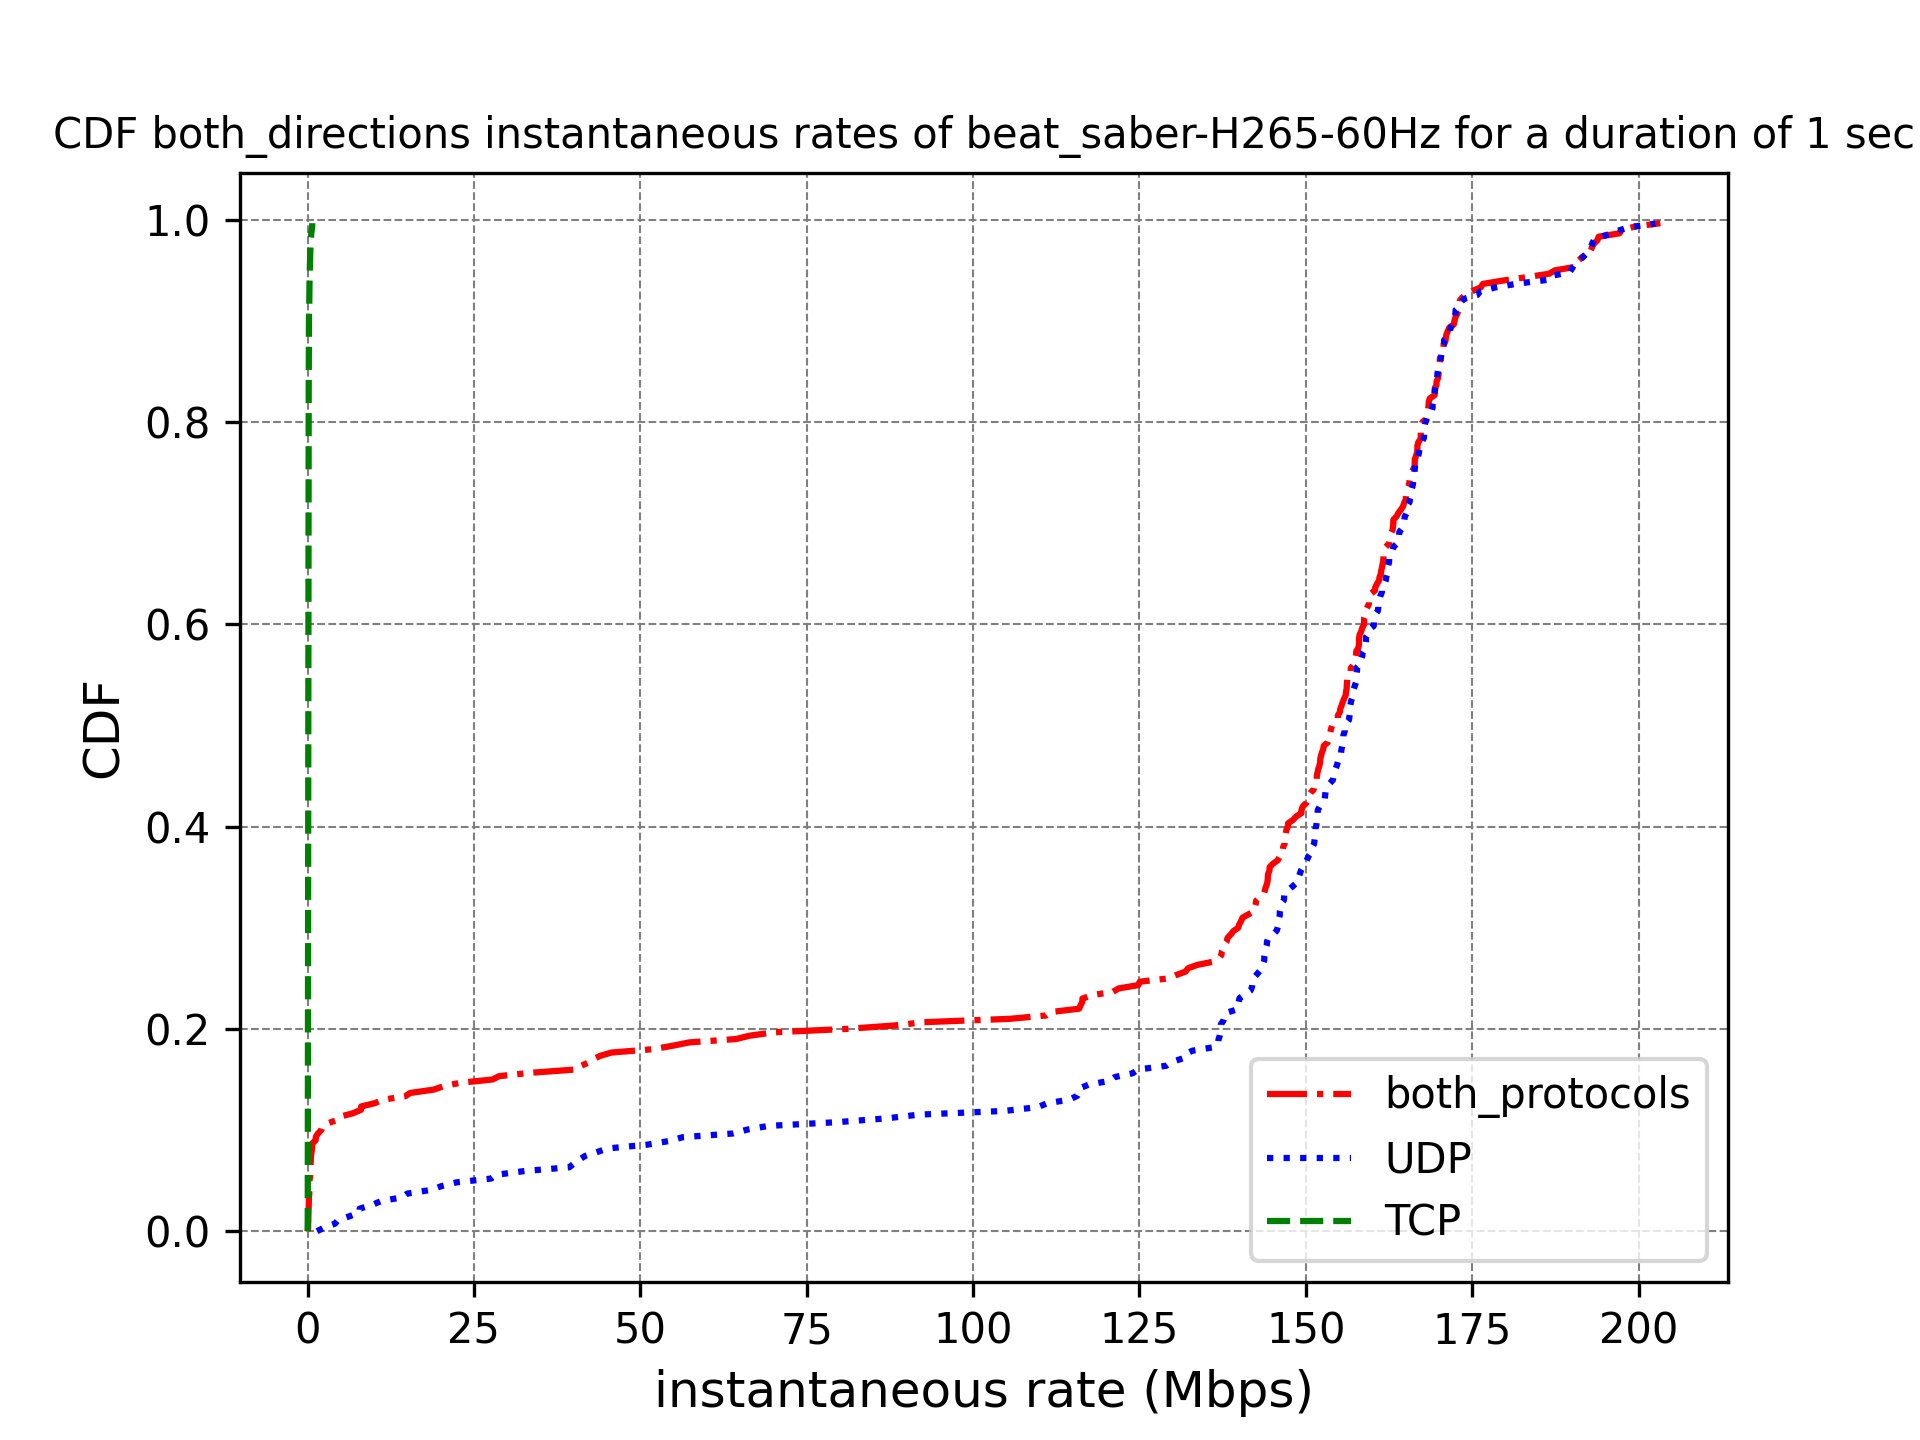 CDF both_directions instantaneous rates of beat_saber-H265-60Hz for a duration of 1 sec
1.0
0.8
0.6
0.4
0.2
0.0
CDF
both_protocols
UDP
TCP
0 25 50 75 100 125 150 175 200
instantaneous rate (Mbps)